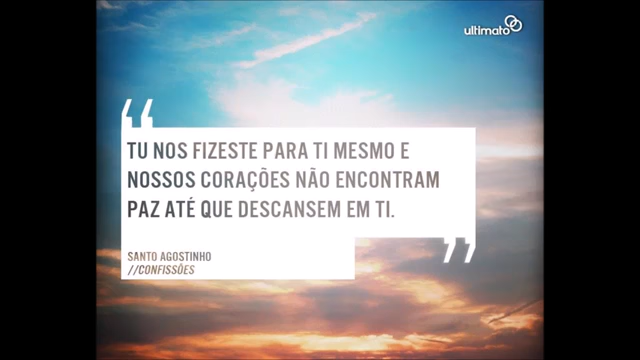 ultimato
TU NOS FIZESTE PARA TI MESMO E
NOSSOS CORAÇÕES NÃO ENCONTRAM
PAZ ATÉ QUE DESCANSEM EM TI.
SANTO AGOSTINHO
//CONFISSÕES